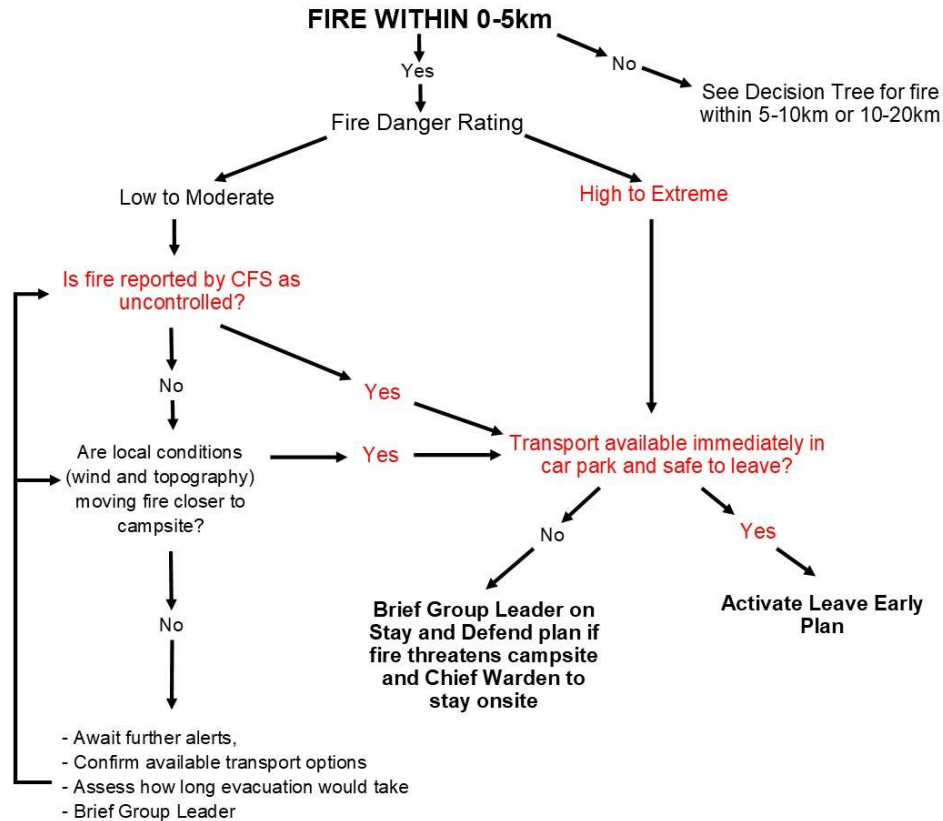 FIRE WITHIN 0-5km
Yes
No
See Decision Tree for fire
within 5-10km or 10-20km
Fire Danger Rating
Low to Moderate
High to Extreme
Is fire reported by CFS as
uncontrolled?
No
Yes
Are local conditions
(wind and topography)
moving fire closer to
campsite?
Yes
Transport available immediately in
car park and safe to leave?
No
Yes
No
Brief Group Leader on
Stay and Defend plan if
fire threatens campsite
and Chief Warden to
stay onsite
Activate Leave Early
Plan
- Await further alerts,
- Confirm available transport options
- Assess how long evacuation would take
- Brief Group Leader